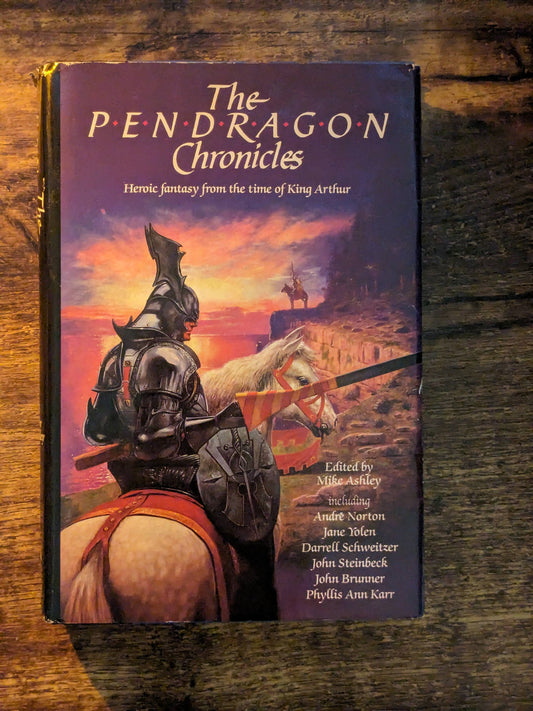 The
P·E·N·D·R·A·G·O·N
Chronicles
Heroic fantasy from the time of King Arthur
Edited by
Mike Ashley
including
André Norton
Jane Yolen
Darrell Schweitzer
John Steinbeck
John Brunner
Phyllis Ann Karr
The